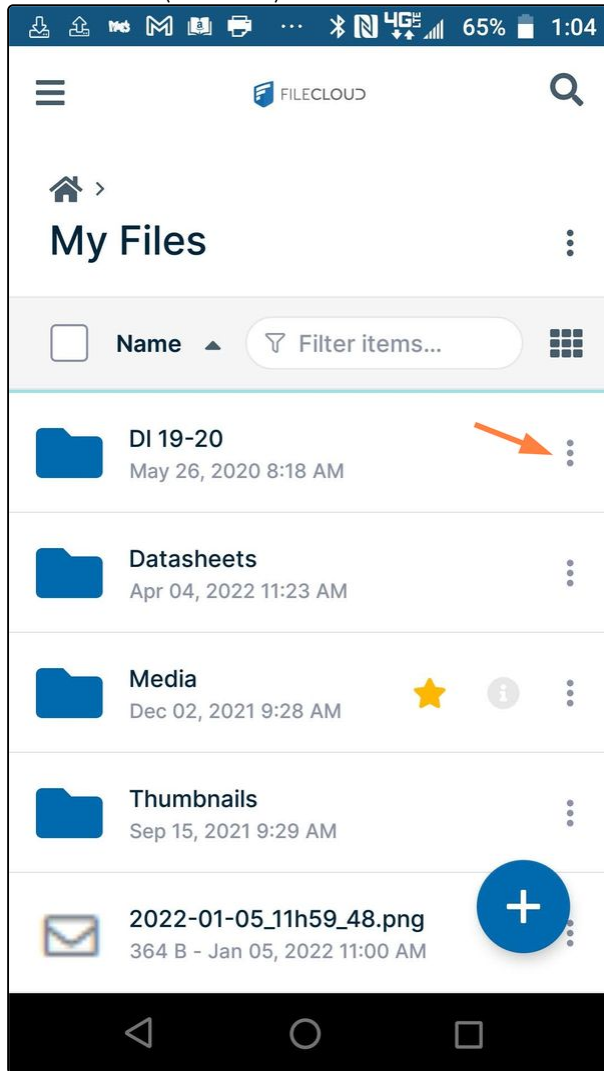 4G LTE 65% 1:04
FILECLOUD
My Files
Name Filter items...
DI 19-20
May 26, 2020 8:18 AM
Datasheets
Apr 04, 2022 11:23 AM
Media
Dec 02, 2021 9:28 AM
Thumbnails
Sep 15, 2021 9:29 AM
2022-01-05_11h59_48.png
364 B - Jan 05, 2022 11:00 AM